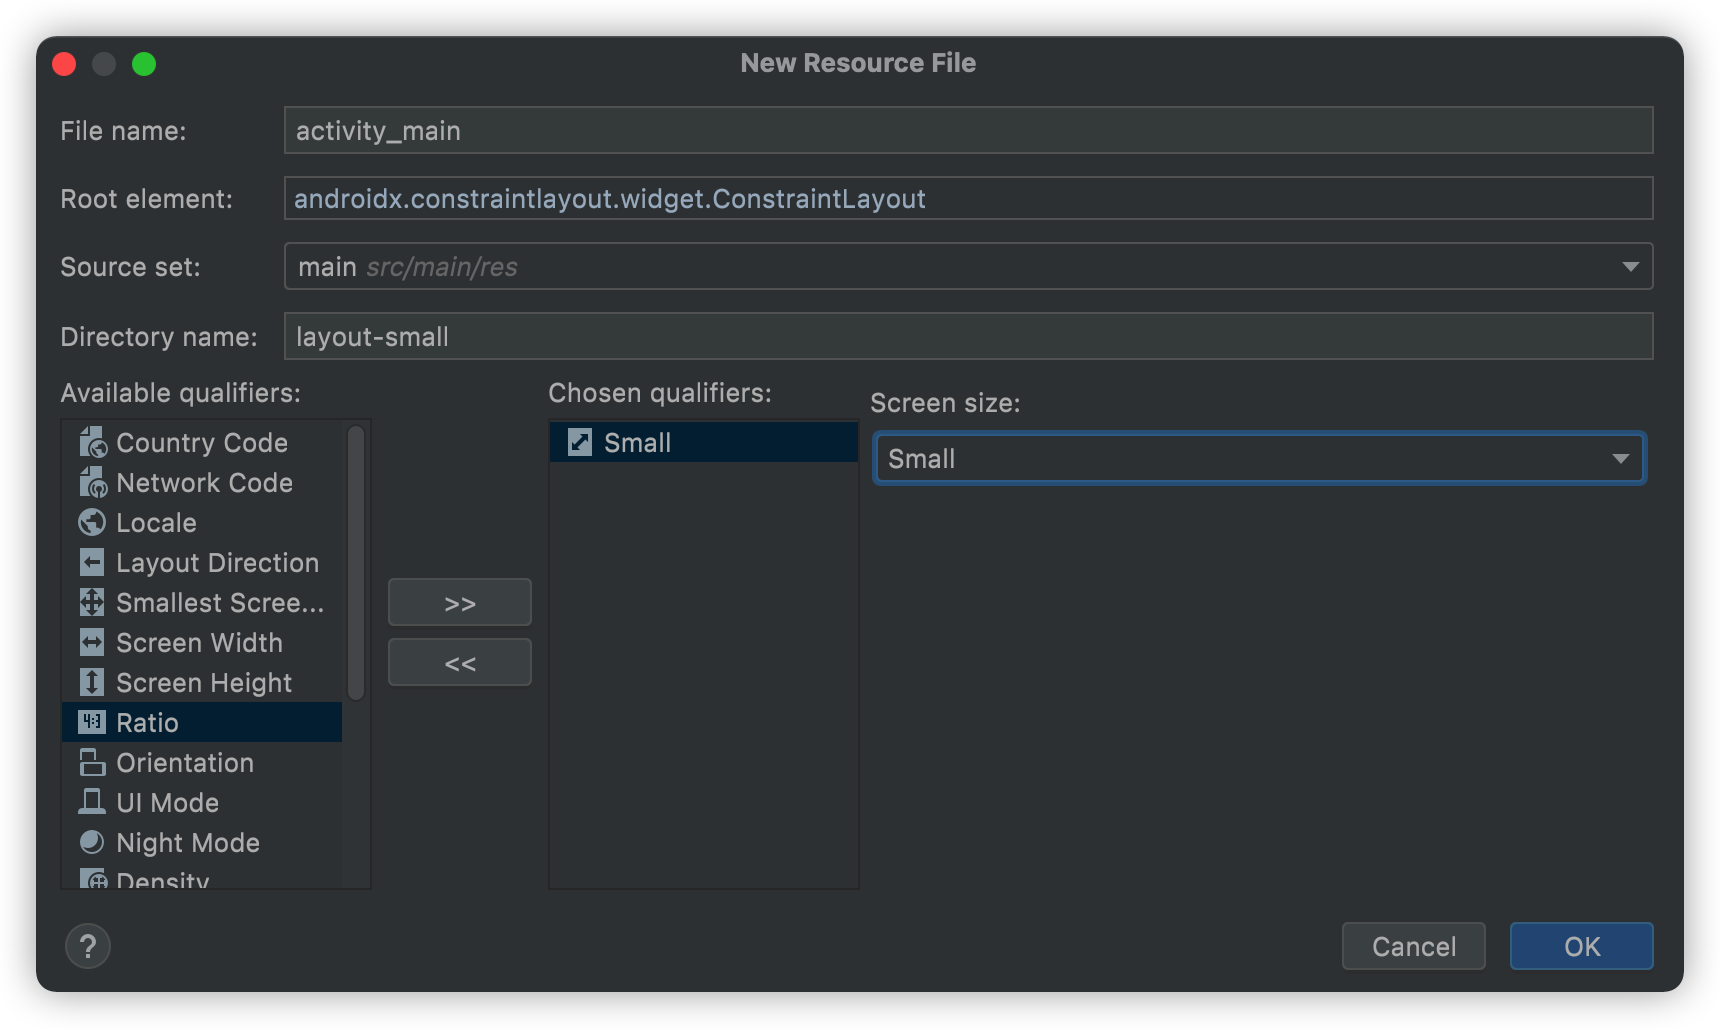 New Resource File
File name:
activity_main
Root element:
androidx.constraintlayout.widget.ConstraintLayout
Source set:
main src/main/res
Directory name:
layout-small
Available qualifiers:
Country Code
Network Code
Locale
Layout Direction
Smallest Scree...
Screen Width
Screen Height
4:3 Ratio
Orientation
UI Mode
Night Mode
Density
>>
<<
Chosen qualifiers:
Small
Screen size:
Small
?
Cancel
OK